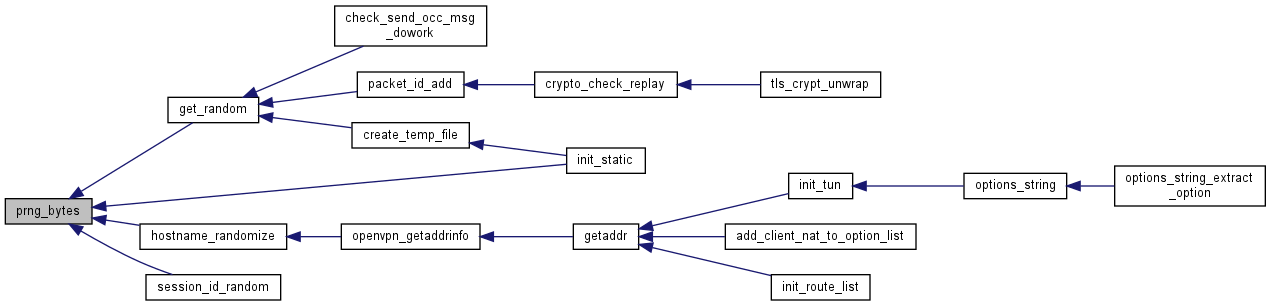 check_send_occ_msg
_dowork
packet_id_add
crypto_check_replay
tls_crypt_unwrap
get_random
create_temp_file
init_static
init_tun
options_string
options_string_extract
_option
prng_bytes
hostname_randomize
openvpn_getaddrinfo
getaddr
add_client_nat_to_option_list
session_id_random
init_route_list